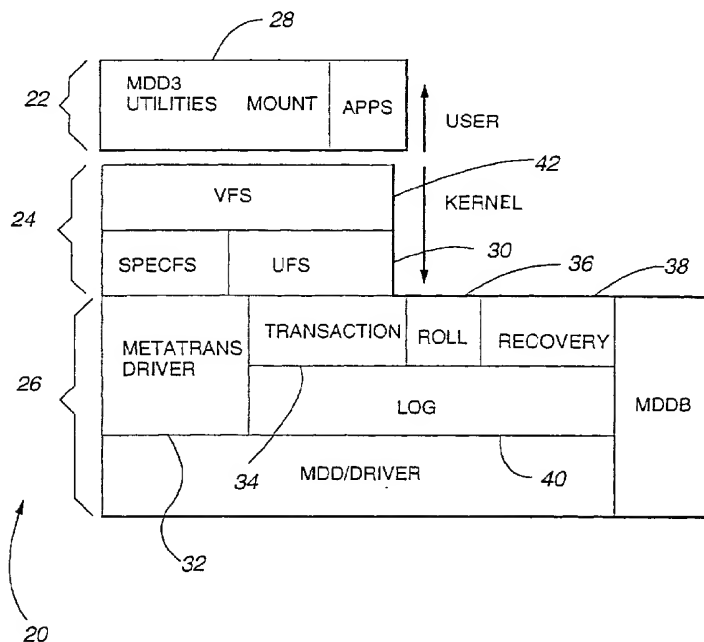 28
22
MDD3
UTILITIES MOUNT APPS
USER
42
24
VFS
KERNEL
30
SPECFS UFS
36
38
26
METATRANS
DRIVER
TRANSACTION ROLL RECOVERY
LOG
MDDB
34
MDD/DRIVER
40
32
20